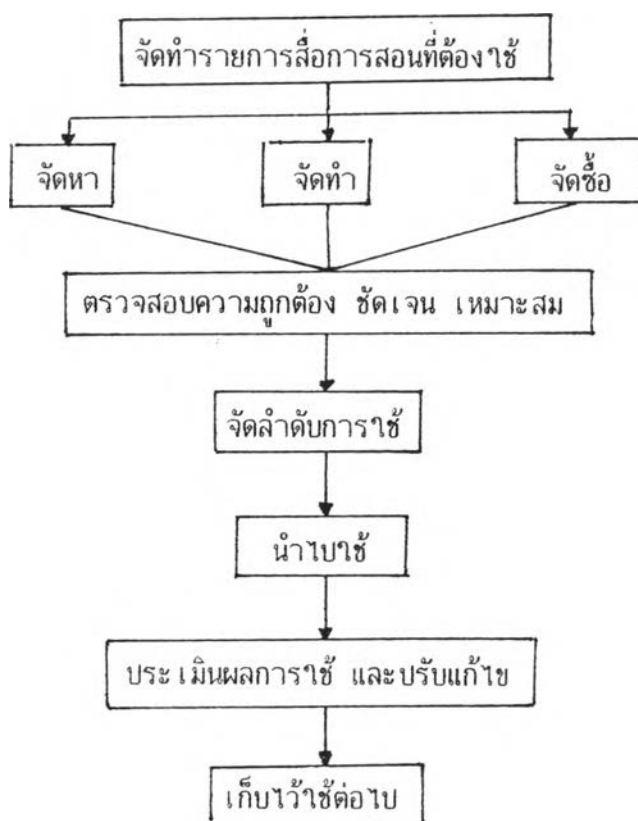 จัดทำรายการสื่อการสอนที่ต้องใช้
จัดหา
จัดทำ
จัดซื้อ
ตรวจสอบความถูกต้อง ชัดเจน เหมาะสม
จัดลำดับการใช้
นำไปใช้
ประเมินผลการใช้ และปรับแก้ไข
เก็บไว้ใช้ต่อไป